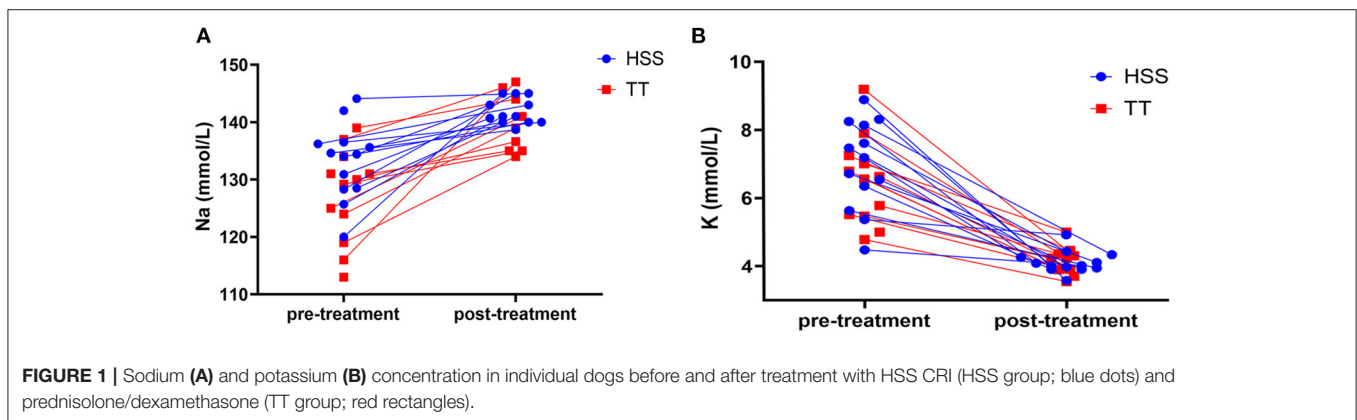 A
HSS
TT
Na (mmol/L)
150
140
130
120
110
pre-treatment post-treatment
B
HSS
TT
K (mmol/L)
10
8
6
4
pre-treatment post-treatment
FIGURE 1 | Sodium (A) and potassium (B) concentration in individual dogs before and after treatment with HSS CRI (HSS group; blue dots) and
prednisolone/dexamethasone (TT group; red rectangles).